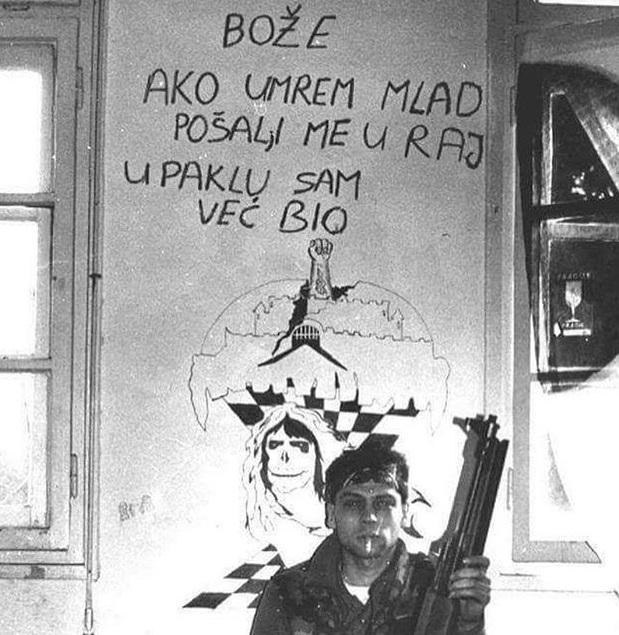 BOŽE
AKO UMREM MLAD
POŠALJI ME U RAJ
U PAKLU SAM
VEĆ BIO